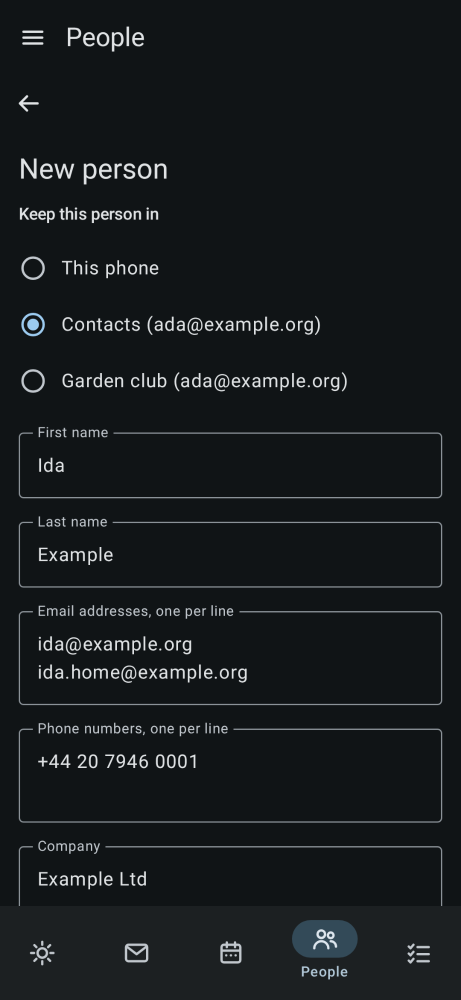 People
New person
Keep this person in
This phone
Contacts (ada@example.org)
Garden club (ada@example.org)
First name
Ida
Last name
Example
Email addresses, one per line
ida@example.org
ida.home@example.org
Phone numbers, one per line
+44 20 7946 0001
Company
Example Ltd
People